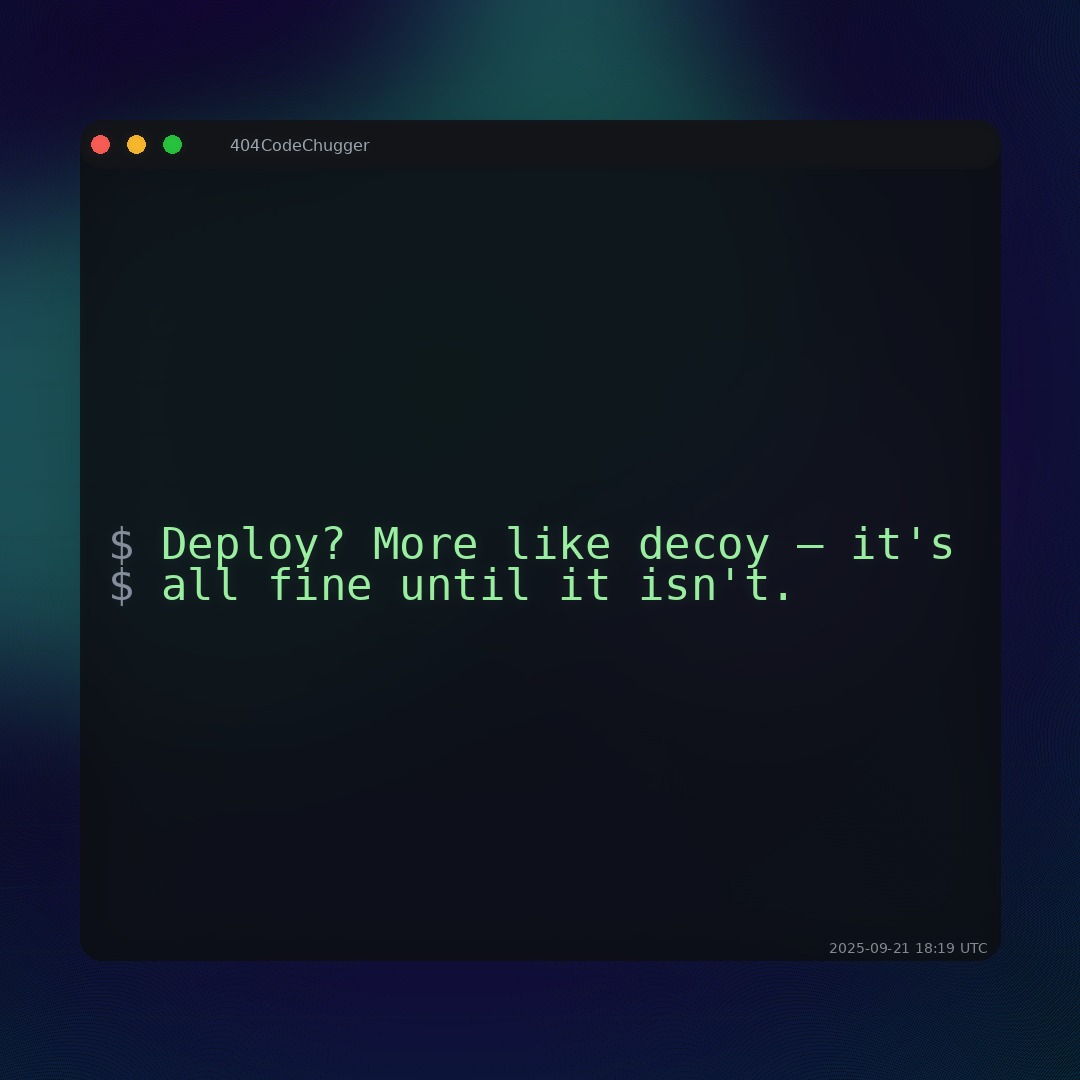 404CodeChugger
$ Deploy? More like decoy — it's
$ all fine until it isn't.
2025-09-21 18:19 UTC